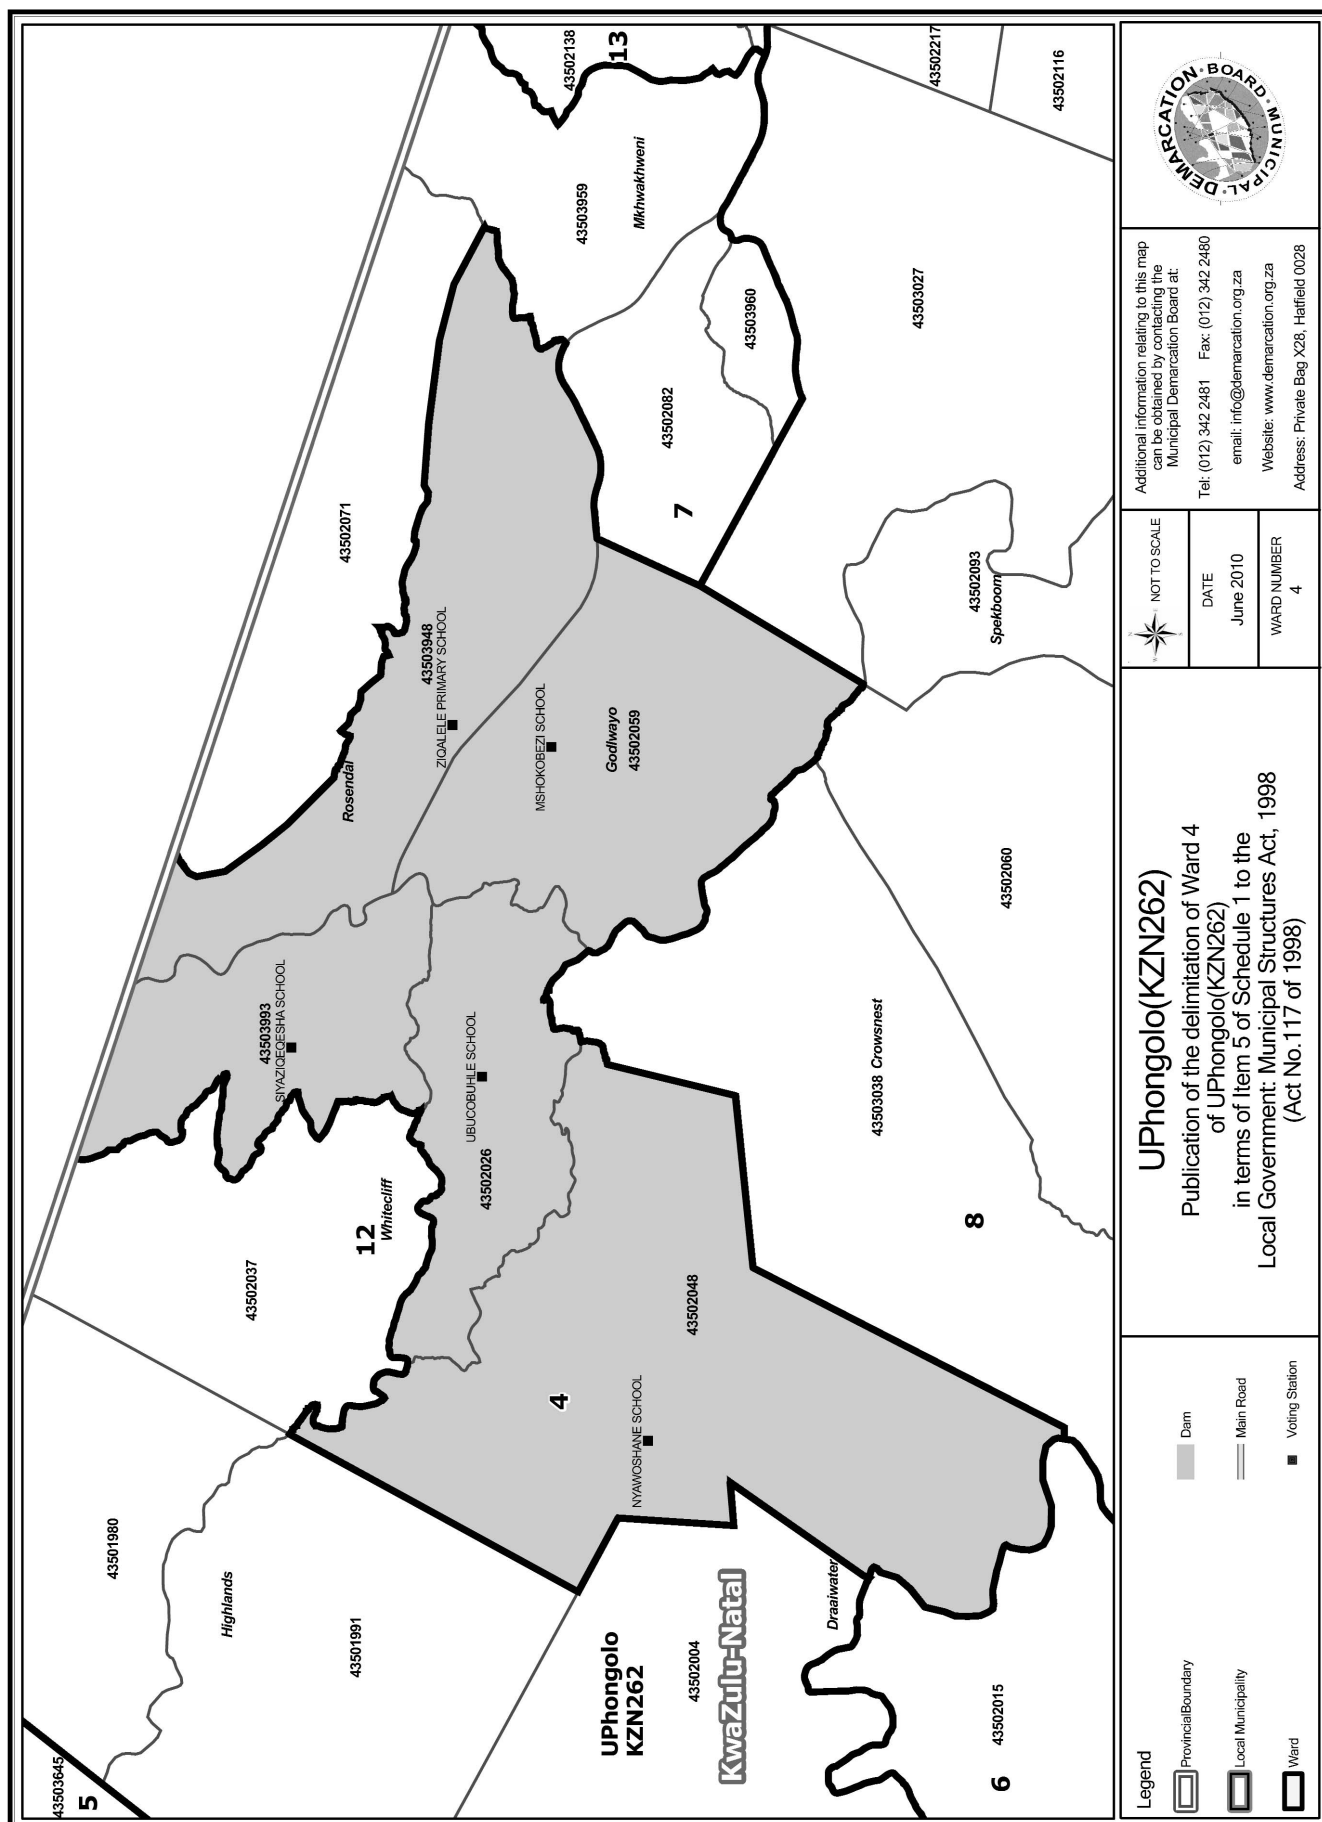 43503645
5
43501980
Highlands
43501991
UPhongolo
KZN262
43502004
KwaZulu-Natal
Draaiwater
43502015
6
43502037
12
Whitecliff
43503993
SIYAZIQEQESHA SCHOOL
UBUCOBUHLE SCHOOL
43502026
4
NYAWOSHANE SCHOOL
43502048
43503038 Crowsnest
8
43502060
Rosendal
43503948
ZIQALELE PRIMARY SCHOOL
MSHOKOBEZI SCHOOL
Godlwayo
43502059
43502071
7
43502082
43503960
43502093
Spekboom
43503027
43503959
Mkhwakhweni
43502138
13
43502217
43502116
Legend
ProvincialBoundary
Local Municipality
Ward
Dam
Main Road
Voting Station
UPhongolo(KZN262)
Publication of the delimitation of Ward 4
of UPhongolo(KZN262)
in terms of Item 5 of Schedule 1 to the
Local Government: Municipal Structures Act, 1998
(Act No.117 of 1998)
NOT TO SCALE
DATE
June 2010
WARD NUMBER
4
Additional information relating to this map
can be obtained by contacting the
Municipal Demarcation Board at:
Tel: (012) 342 2481 Fax: (012) 342 2480
email: info@demarcation.org.za
Website: www.demarcation.org.za
Address: Private Bag X28, Hatfield 0028
MUNICIPAL · DEMARCATION · BOARD